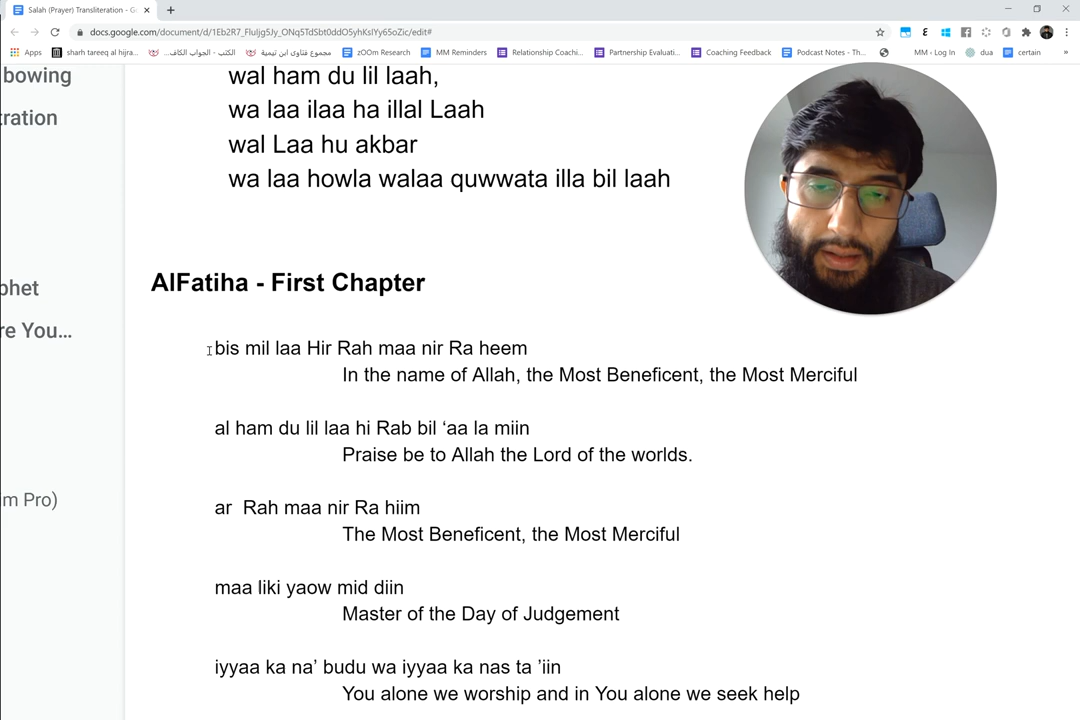 Salah (Prayer) Transliteration - G
docs.google.com/document/d/1Eb2R7_Fluljg5Jy_ONq5TdSbt0ddO5yhKsIYy65oZic/edit#
Apps sharh tareeq al hijra... الكتب - الجواب الكاف... مجموع فتاوى ابن تيمية zOOm Research MM Reminders Relationship Coachi... Partnership Evaluati... Coaching Feedback Podcast Notes - Th... MM - Log In dua certain
bowing
tration
phet
re You...
m Pro)
wal ham du lil laah,
wa laa ilaa ha illal Laah
wal Laa hu akbar
wa laa howla walaa quwwata illa bil laah
AlFatiha - First Chapter
bis mil laa Hir Rah maa nir Ra heem
In the name of Allah, the Most Beneficent, the Most Merciful
al ham du lil laa hi Rab bil ‘aa la miin
Praise be to Allah the Lord of the worlds.
ar Rah maa nir Ra hiim
The Most Beneficent, the Most Merciful
maa liki yaow mid diin
Master of the Day of Judgement
iyyaa ka na’ budu wa iyyaa ka nas ta ’iin
You alone we worship and in You alone we seek help